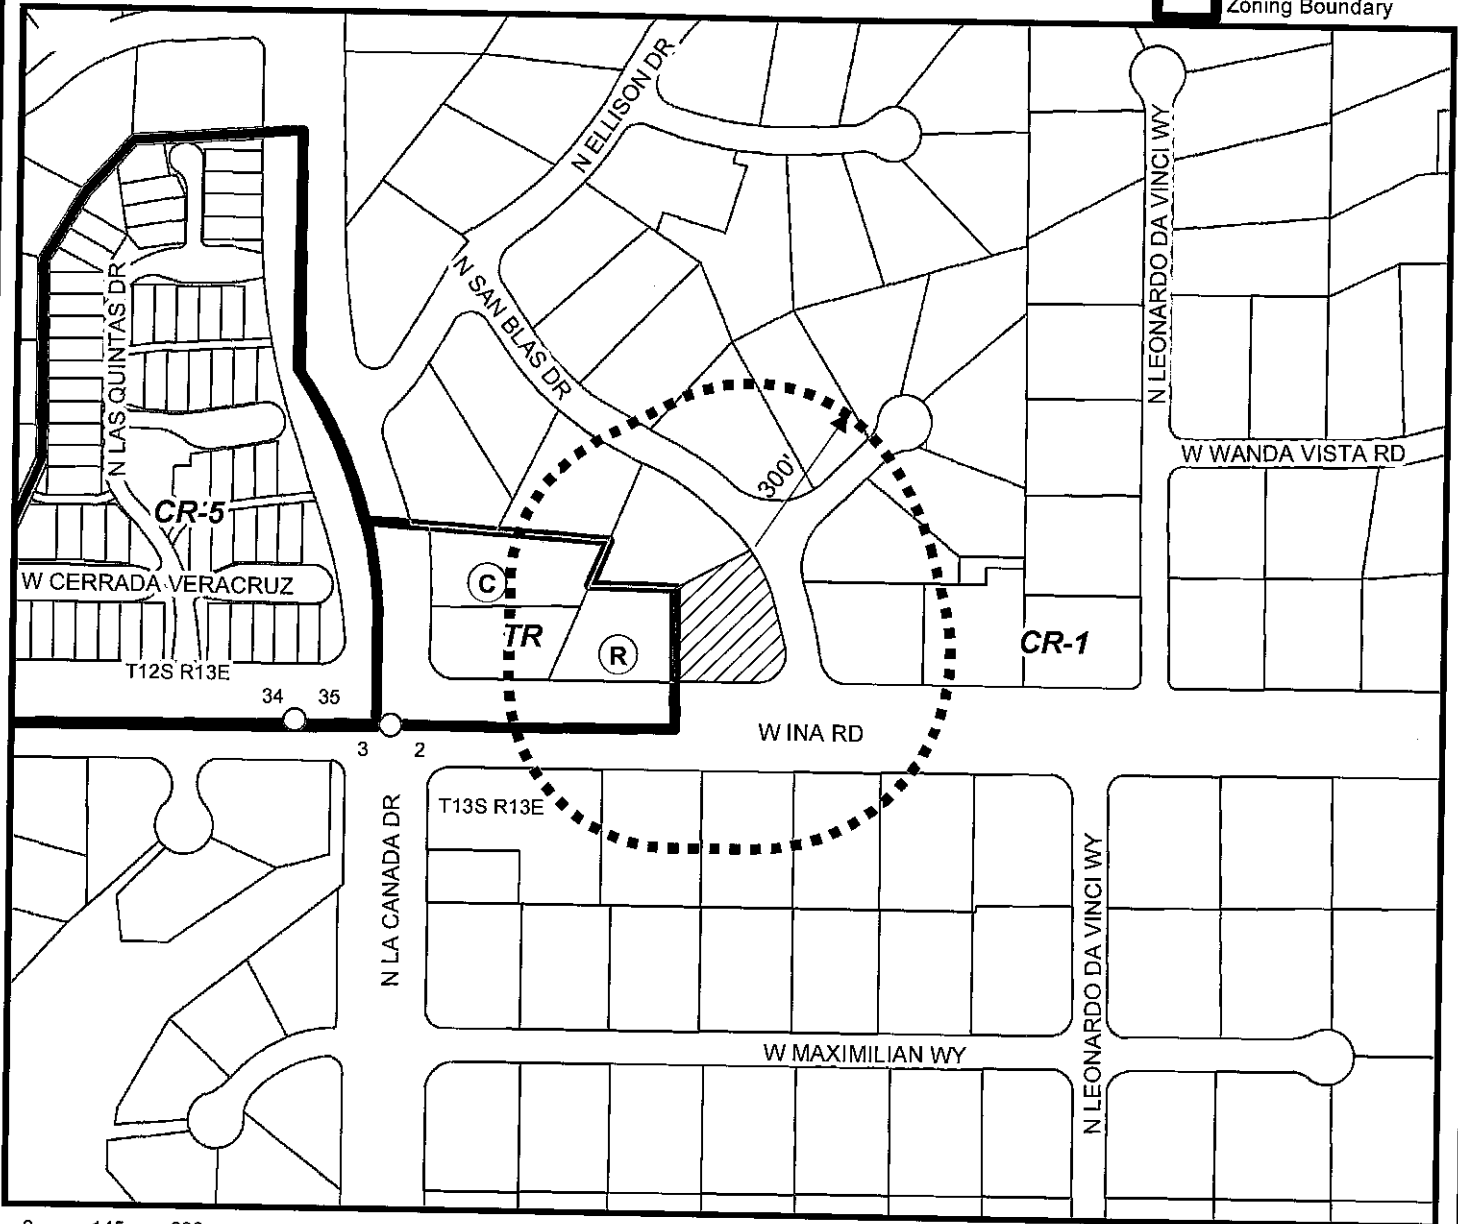 Zoning Boundary
N ELLISON DR
N LEONARDO DA VINCI WY
N SAN BLAS DR
N LAS QUINTAS DR
W WANDA VISTA RD
300'
CR-5
W CERRADA VERACRUZ
C
TR
R
CR-1
T12S R13E
34 35
3 2
W INA RD
T13S R13E
N LA CANADA DR
N LEONARDO DA VINCI WY
W MAXIMILIAN WY